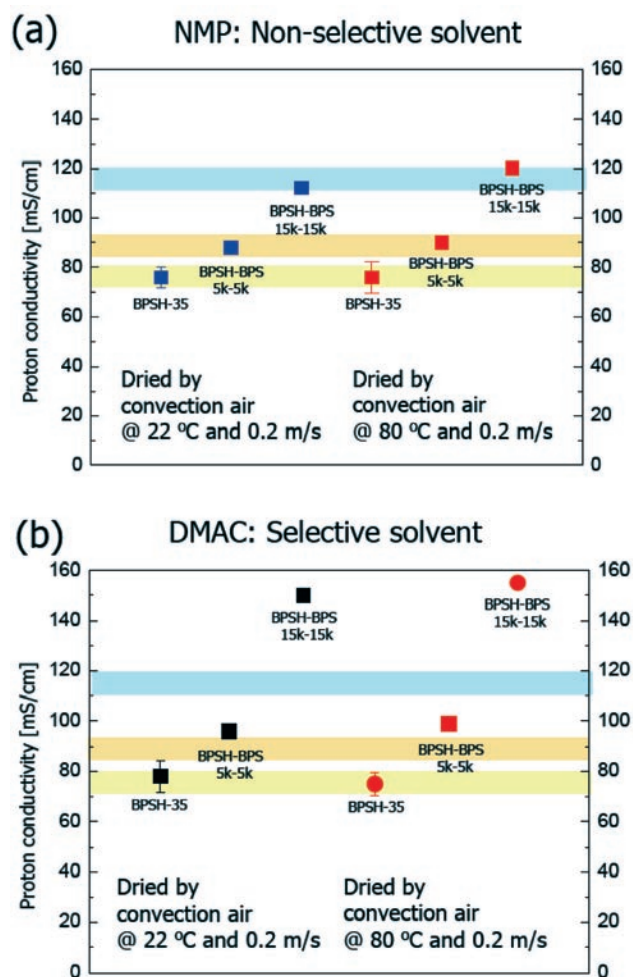 (a)
NMP: Non-selective solvent
160
160
140
140
120
120
100
100
80
80
60
60
40
40
20
20
0
0
Proton conductivity [mS/cm]
BPSH-35
BPSH-BPS
5k-5k
BPSH-BPS
15k-15k
BPSH-35
BPSH-BPS
5k-5k
BPSH-BPS
15k-15k
Dried by
convection air
@ 22 ºC and 0.2 m/s
Dried by
convection air
@ 80 ºC and 0.2 m/s
(b)
DMAC: Selective solvent
160
160
140
140
120
120
100
100
80
80
60
60
40
40
20
20
0
0
Proton conductivity [mS/cm]
BPSH-35
BPSH-BPS
5k-5k
BPSH-BPS
15k-15k
BPSH-35
BPSH-BPS
5k-5k
BPSH-BPS
15k-15k
Dried by
convection air
@ 22 ºC and 0.2 m/s
Dried by
convection air
@ 80 ºC and 0.2 m/s